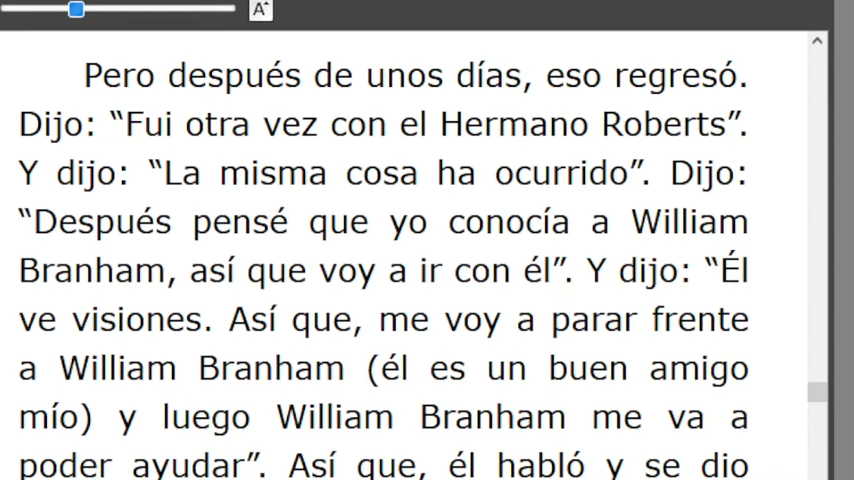 A
Pero después de unos días, eso regresó.
Dijo: “Fui otra vez con el Hermano Roberts”.
Y dijo: “La misma cosa ha ocurrido”. Dijo:
“Después pensé que yo conocía a William
Branham, así que voy a ir con él”. Y dijo: “Él
ve visiones. Así que, me voy a parar frente
a William Branham (él es un buen amigo
mío) y luego William Branham me va a
poder ayudar”. Así que, él habló y se dio